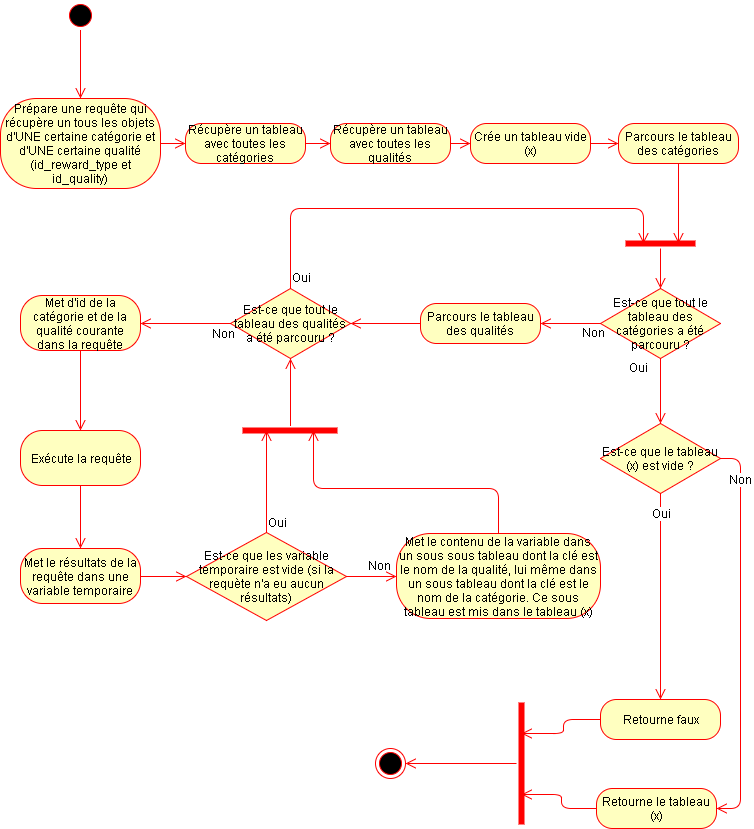 Prépare une requête qui
récupère un tous les objets
d'UNE certaine catégorie et
d'UNE certaine qualité
(id_reward_type et
id_quality)
Récupère un tableau
avec toutes les
catégories
Récupère un tableau
avec toutes les
qualités
Crée un tableau vide
(x)
Parcours le tableau
des catégories
Oui
Met d'id de la
catégorie et de la
qualité courante
dans la requête
Non
Est-ce que tout le
tableau des qualités
a été parcouru ?
Parcours le tableau
des qualités
Non
Est-ce que tout le
tableau des
catégories a été
parcouru ?
Oui
Exécute la requête
Est-ce que le tableau
(x) est vide ?
Non
Oui
Oui
Met le résultats de la
requête dans une
variable temporaire
Est-ce que les variable
temporaire est vide (si la
requète n'a eu aucun
résultats)
Non
Met le contenu de la variable dans
un sous sous tableau dont la clé est
le nom de la qualité, lui même dans
un sous tableau dont la clé est le
nom de la catégorie. Ce sous
tableau est mis dans le tableau (x)
Retourne faux
Retourne le tableau
(x)